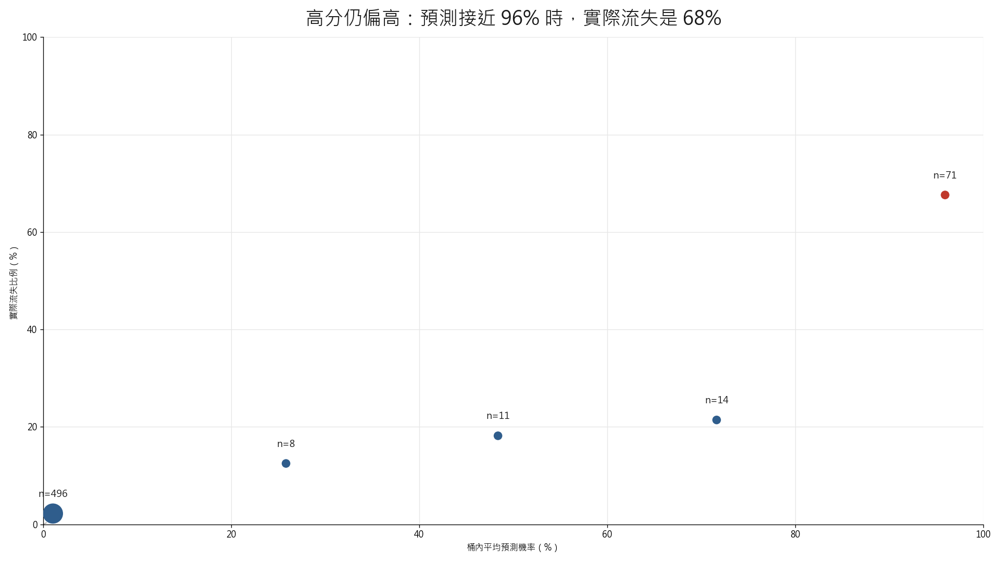 高分仍偏高：預測接近 96% 時，實際流失是 68%
100
80
60
40
20
0
實際流失比例（%）
n=71
n=14
n=11
n=8
n=496
0
20
40
60
80
100
桶內平均預測機率（%）